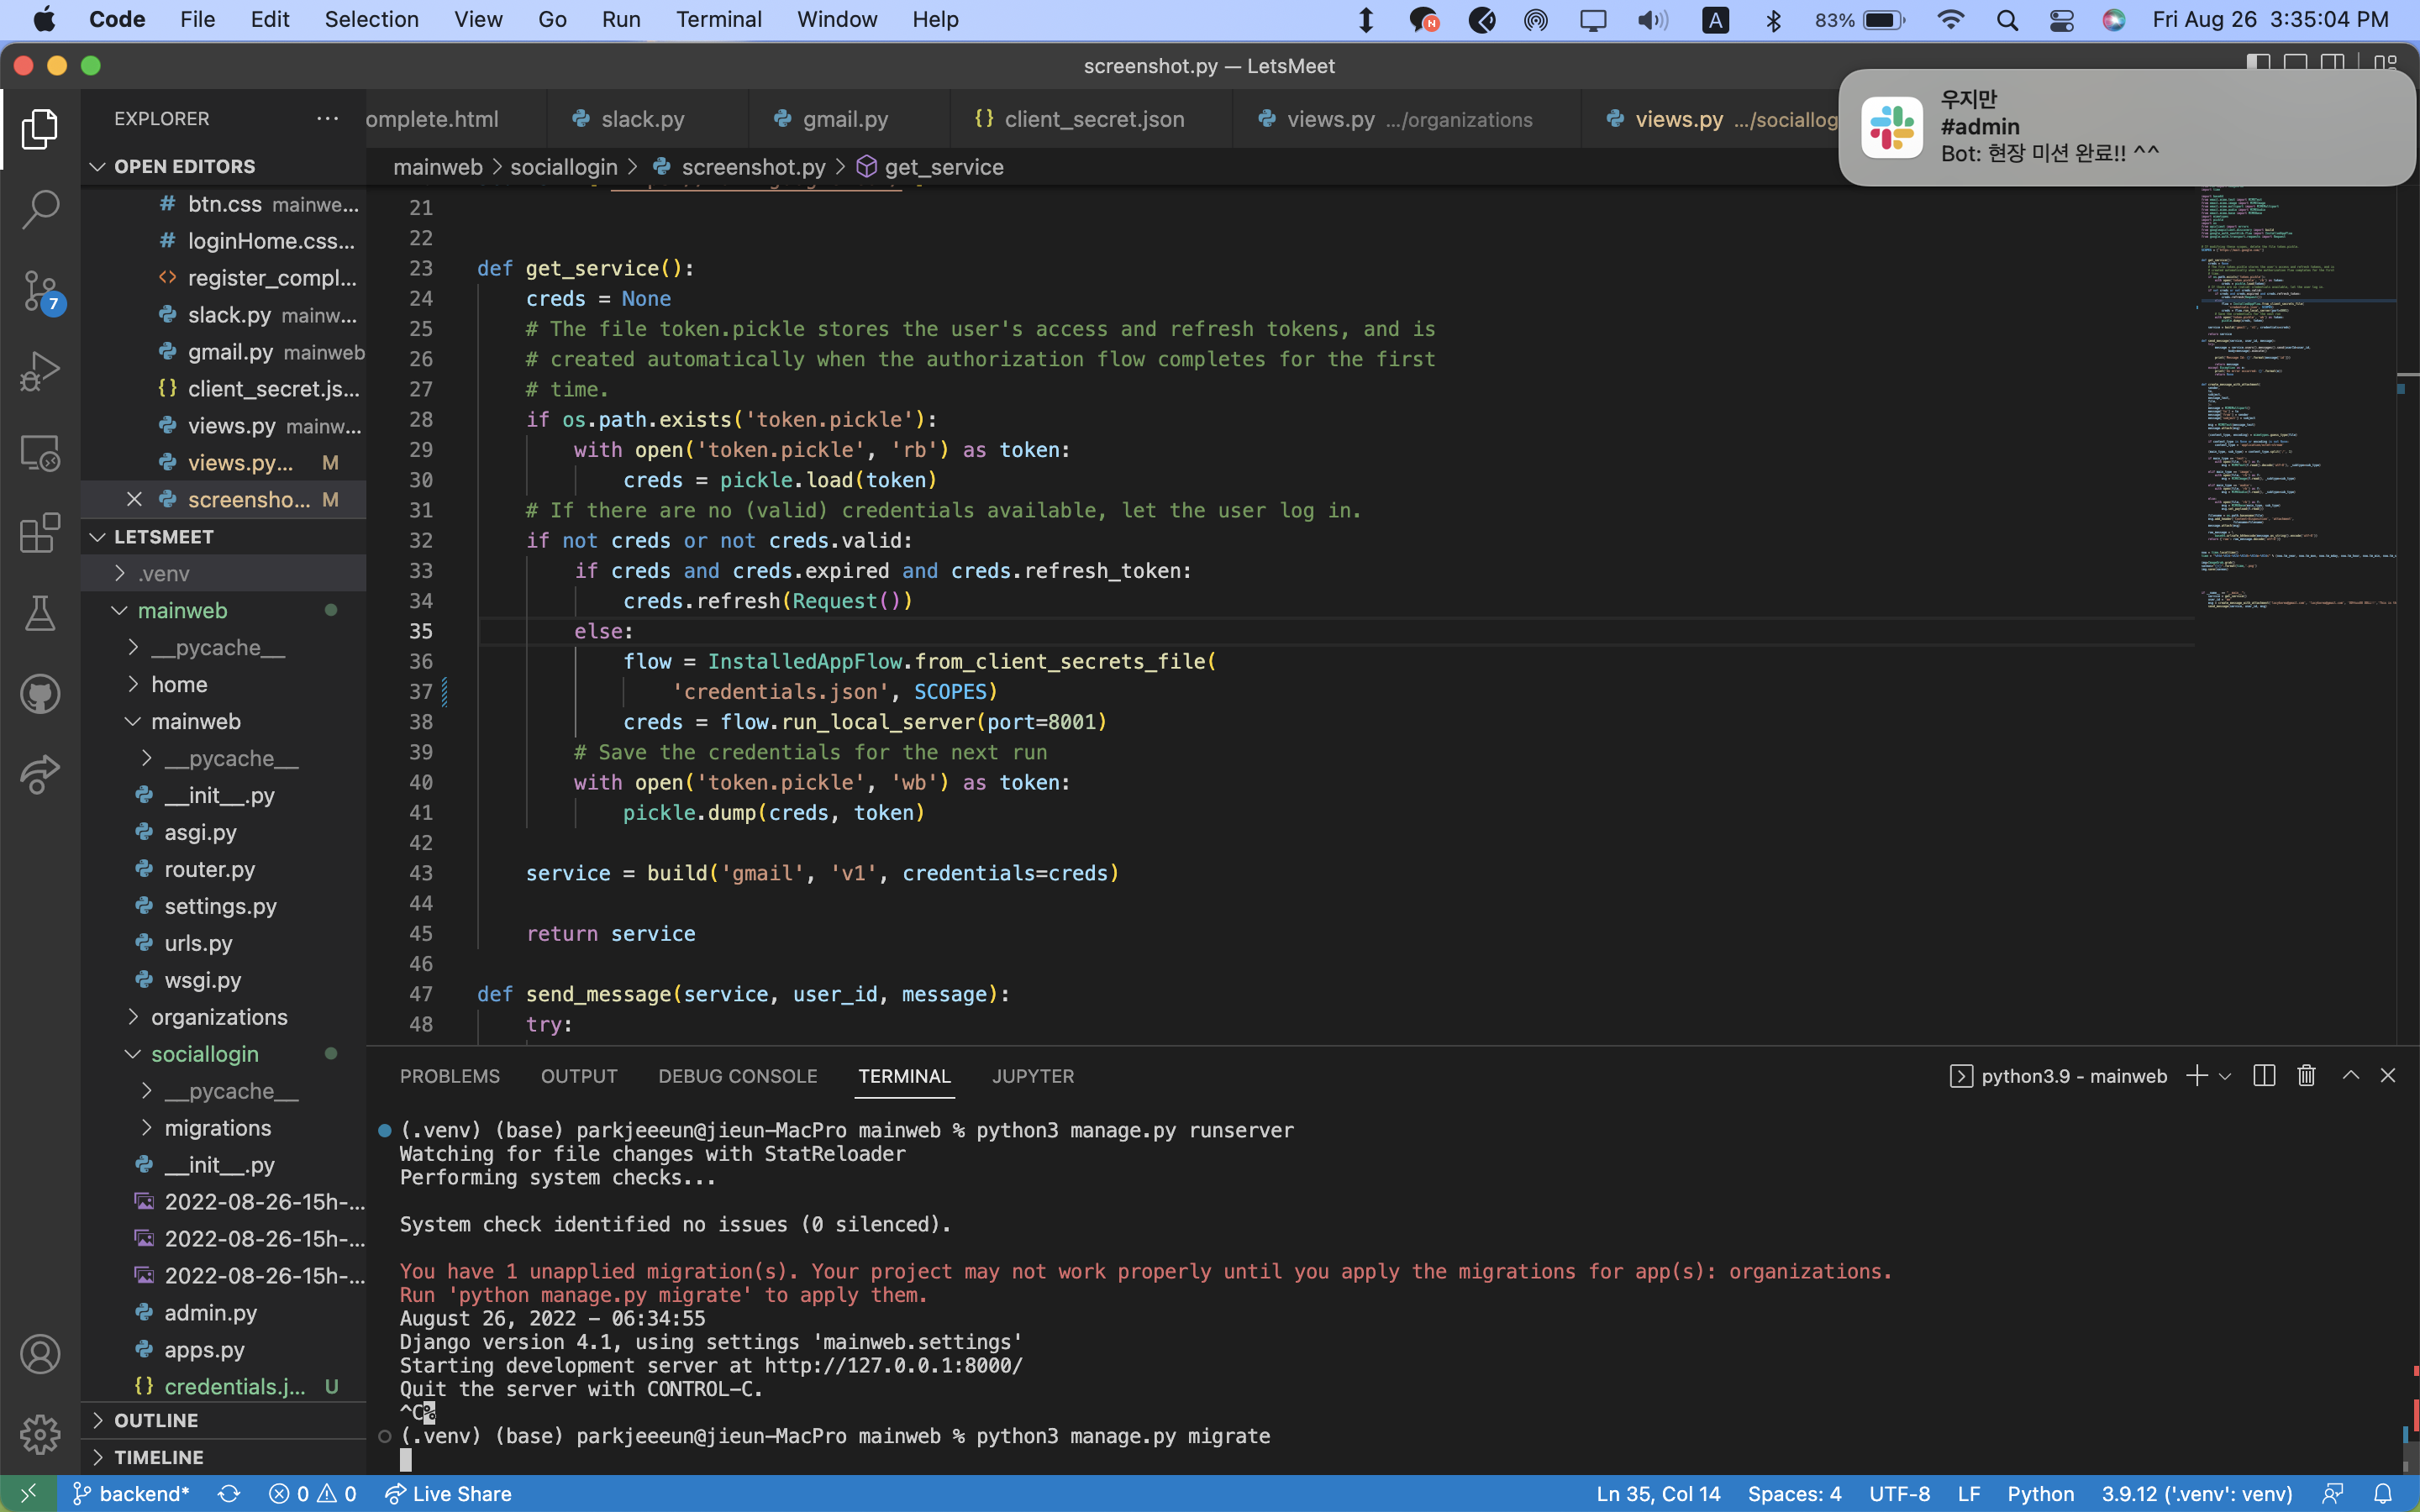 Code File Edit Selection View Go Run Terminal Window Help
A 83% Fri Aug 26 3:35:04 PM
screenshot.py — LetsMeet
우지만
#admin
Bot: 현장 미션 완료!! ^^
EXPLORER
omplete.html slack.py gmail.py {} client_secret.json views.py .../organizations views.py .../sociallog
OPEN EDITORS
mainweb > sociallogin > screenshot.py > get_service
# btn.css mainwe...
# loginHome.css...
<> register_compl...
slack.py mainw...
gmail.py mainweb
{} client_secret.js...
views.py mainw...
views.py... M
screensho... M
LETSMEET
.venv
mainweb
__pycache__
home
mainweb
__pycache__
__init__.py
asgi.py
router.py
settings.py
urls.py
wsgi.py
organizations
sociallogin
__pycache__
migrations
__init__.py
2022-08-26-15h-...
2022-08-26-15h-...
2022-08-26-15h-...
admin.py
apps.py
{} credentials.j... U
OUTLINE
TIMELINE
7
21
22
23 def get_service():
24 creds = None
25 # The file token.pickle stores the user's access and refresh tokens, and is
26 # created automatically when the authorization flow completes for the first
27 # time.
28 if os.path.exists('token.pickle'):
29 with open('token.pickle', 'rb') as token:
30 creds = pickle.load(token)
31 # If there are no (valid) credentials available, let the user log in.
32 if not creds or not creds.valid:
33 if creds and creds.expired and creds.refresh_token:
34 creds.refresh(Request())
35 else:
36 flow = InstalledAppFlow.from_client_secrets_file(
37 'credentials.json', SCOPES)
38 creds = flow.run_local_server(port=8001)
39 # Save the credentials for the next run
40 with open('token.pickle', 'wb') as token:
41 pickle.dump(creds, token)
42
43 service = build('gmail', 'v1', credentials=creds)
44
45 return service
46
47 def send_message(service, user_id, message):
48 try:
PROBLEMS OUTPUT DEBUG CONSOLE TERMINAL JUPYTER python3.9 - mainweb
(.venv) (base) parkjeeeun@jieun-MacPro mainweb % python3 manage.py runserver
Watching for file changes with StatReloader
Performing system checks...
System check identified no issues (0 silenced).
You have 1 unapplied migration(s). Your project may not work properly until you apply the migrations for app(s): organizations.
Run 'python manage.py migrate' to apply them.
August 26, 2022 - 06:34:55
Django version 4.1, using settings 'mainweb.settings'
Starting development server at http://127.0.0.1:8000/
Quit the server with CONTROL-C.
^C%
(.venv) (base) parkjeeeun@jieun-MacPro mainweb % python3 manage.py migrate
backend* 0 0 Live Share Ln 35, Col 14 Spaces: 4 UTF-8 LF Python 3.9.12 ('.venv': venv)